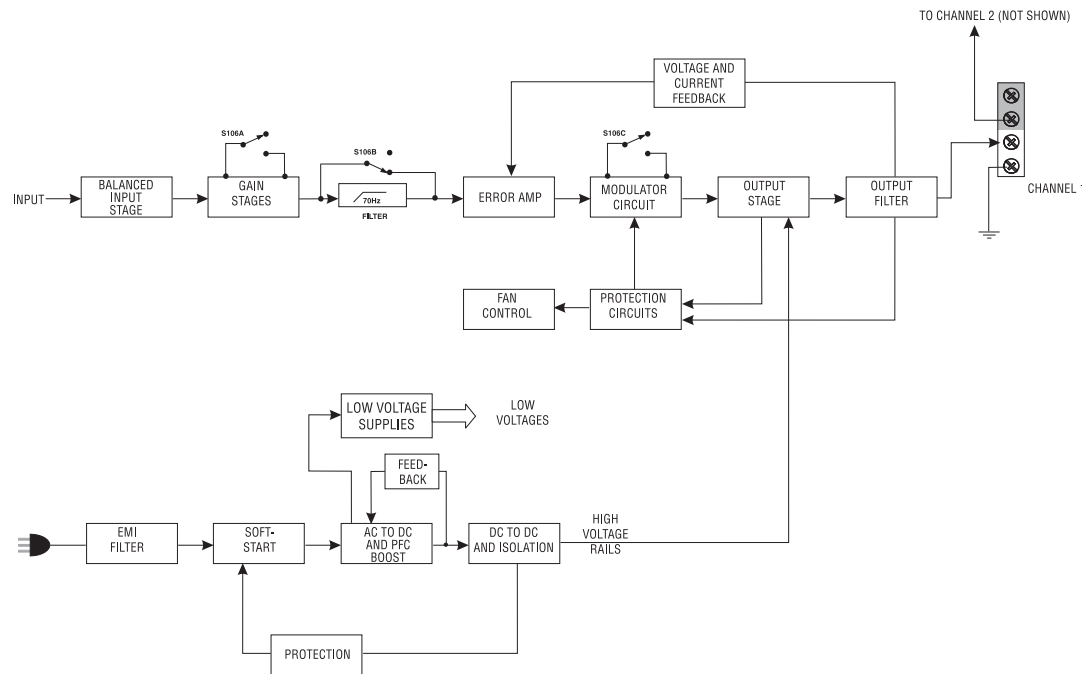 TO CHANNEL 2 (NOT SHOWN)
VOLTAGE AND
CURRENT
FEEDBACK
S106A
S106B
S106C
INPUT
BALANCED
INPUT
STAGE
GAIN
STAGES
70Hz
FILTER
ERROR AMP
MODULATOR
CIRCUIT
OUTPUT
STAGE
OUTPUT
FILTER
CHANNEL 1
FAN
CONTROL
PROTECTION
CIRCUITS
LOW VOLTAGE
SUPPLIES
LOW
VOLTAGES
FEED-
BACK
EMI
FILTER
SOFT-
START
AC TO DC
AND PFC
BOOST
DC TO DC
AND ISOLATION
HIGH
VOLTAGE
RAILS
PROTECTION